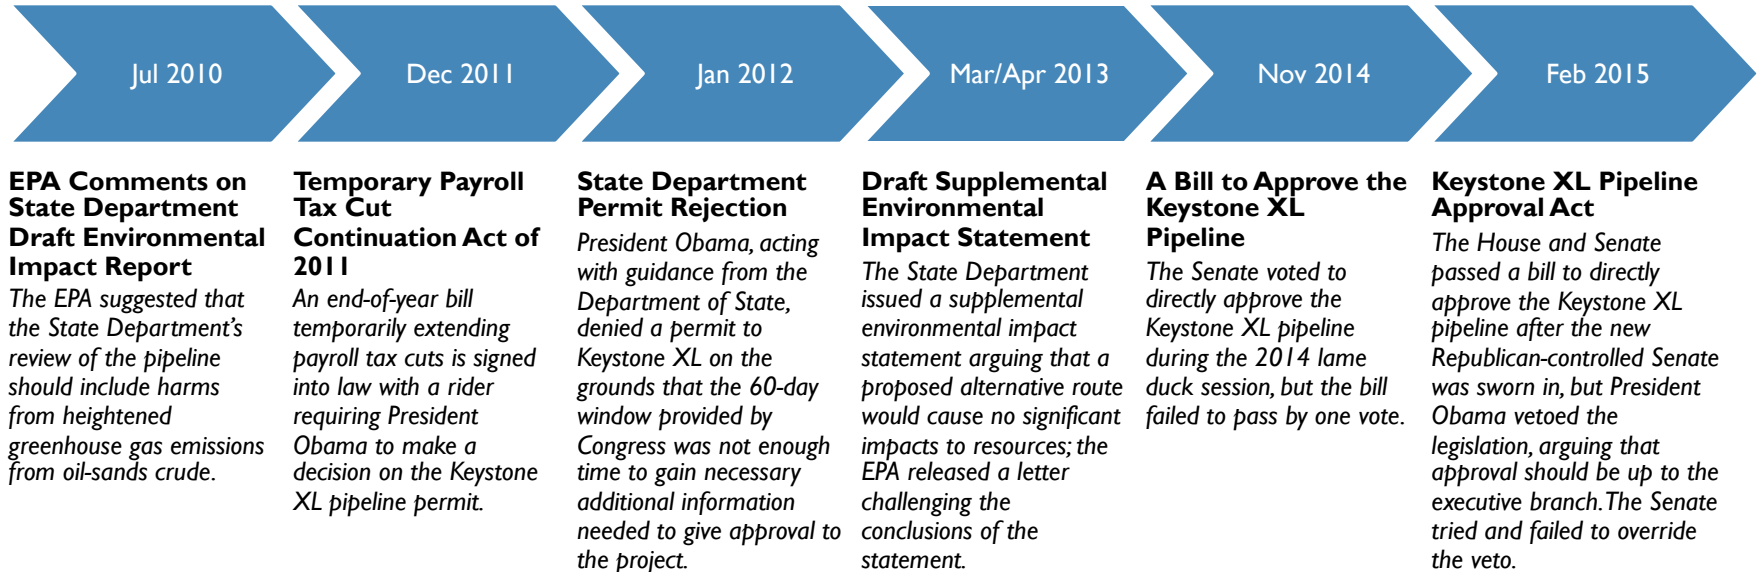 Jul 2010
Dec 2011
Jan 2012
Mar/Apr 2013
Nov 2014
Feb 2015
EPA Comments on
State Department
Draft Environmental
Impact Report
The EPA suggested that
the State Department's
review of the pipeline
should include harms
from heightened
greenhouse gas emissions
from oil-sands crude.
Temporary Payroll
Tax Cut
Continuation Act of
2011
An end-of-year bill
temporarily extending
payroll tax cuts is signed
into law with a rider
requiring President
Obama to make a
decision on the Keystone
XL pipeline permit.
State Department
Permit Rejection
President Obama, acting
with guidance from the
Department of State,
denied a permit to
Keystone XL on the
grounds that the 60-day
window provided by
Congress was not enough
time to gain necessary
additional information
needed to give approval to
the project.
Draft Supplemental
Environmental
Impact Statement
The State Department
issued a supplemental
environmental impact
statement arguing that a
proposed alternative route
would cause no significant
impacts to resources; the
EPA released a letter
challenging the
conclusions of the
statement.
A Bill to Approve the
Keystone XL
Pipeline
The Senate voted to
directly approve the
Keystone XL pipeline
during the 2014 lame
duck session, but the bill
failed to pass by one vote.
Keystone XL Pipeline
Approval Act
The House and Senate
passed a bill to directly
approve the Keystone XL
pipeline after the new
Republican-controlled Senate
was sworn in, but President
Obama vetoed the
legislation, arguing that
approval should be up to the
executive branch. The Senate
tried and failed to override
the veto.